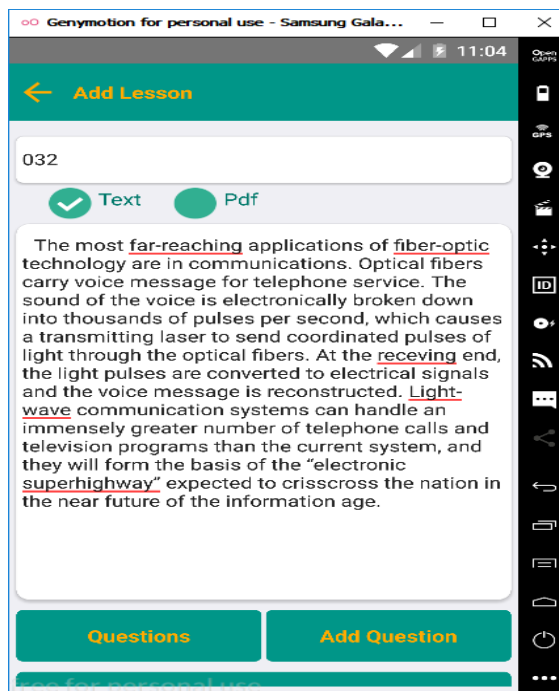 Genymotion for personal use - Samsung Gala...
11:04
Open
GAPPS
Add Lesson
GPS
032
Text
Pdf
The most far-reaching applications of fiber-optic
technology are in communications. Optical fibers
carry voice message for telephone service. The
sound of the voice is electronically broken down
into thousands of pulses per second, which causes
a transmitting laser to send coordinated pulses of
light through the optical fibers. At the receving end,
the light pulses are converted to electrical signals
and the voice message is reconstructed. Light-
wave communication systems can handle an
immensely greater number of telephone calls and
television programs than the current system, and
they will form the basis of the “electronic
superhighway” expected to crisscross the nation in
the near future of the information age.
ID
Questions
Add Question
free for personal use